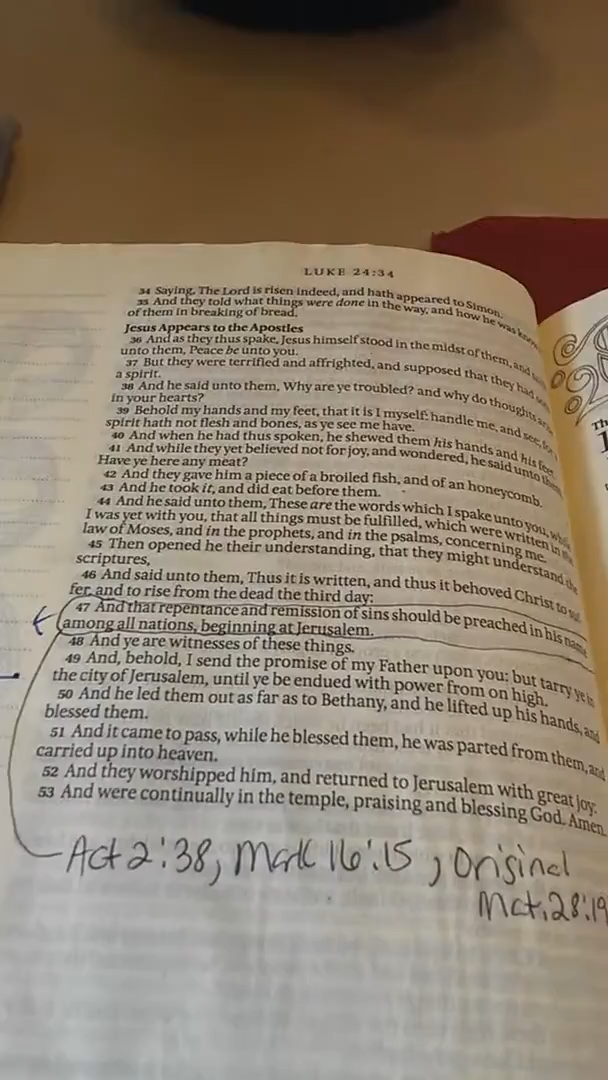 LUKE 24:34
34 Saying, The Lord is risen indeed, and hath appeared to Simon.
35 And they told what things were done in the way, and how he was
of them in breaking of bread.
Jesus Appears to the Apostles
36 And as they thus spake, Jesus himself stood in the midst of them, and
unto them, Peace be unto you.
37 But they were terrified and affrighted, and supposed that they had
a spirit.
38 And he said unto them, Why are ye troubled? and why do thoughts
in your hearts?
39 Behold my hands and my feet, that it is I myself: handle me, and see;
spirit hath not flesh and bones, as ye see me have.
40 And when he had thus spoken, he shewed them his hands and his feet.
41 And while they yet believed not for joy, and wondered, he said unto them,
Have ye here any meat?
42 And they gave him a piece of a broiled fish, and of an honeycomb.
43 And he took it, and did eat before them.
44 And he said unto them, These are the words which I spake unto you,
I was yet with you, that all things must be fulfilled, which were written in the
law of Moses, and in the prophets, and in the psalms, concerning me.
45 Then opened he their understanding, that they might understand the
scriptures,
46 And said unto them, Thus it is written, and thus it behoved Christ to suf
fer, and to rise from the dead the third day:
47 And that repentance and remission of sins should be preached in his name
among all nations, beginning at Jerusalem.
48 And ye are witnesses of these things.
49 And, behold, I send the promise of my Father upon you: but tarry ye in
the city of Jerusalem, until ye be endued with power from on high.
50 And he led them out as far as to Bethany, and he lifted up his hands, and
blessed them.
51 And it came to pass, while he blessed them, he was parted from them, and
carried up into heaven.
52 And they worshipped him, and returned to Jerusalem with great joy:
53 And were continually in the temple, praising and blessing God. Amen.
Act 2:38, Mark 16:15, Original
Mat. 28:19